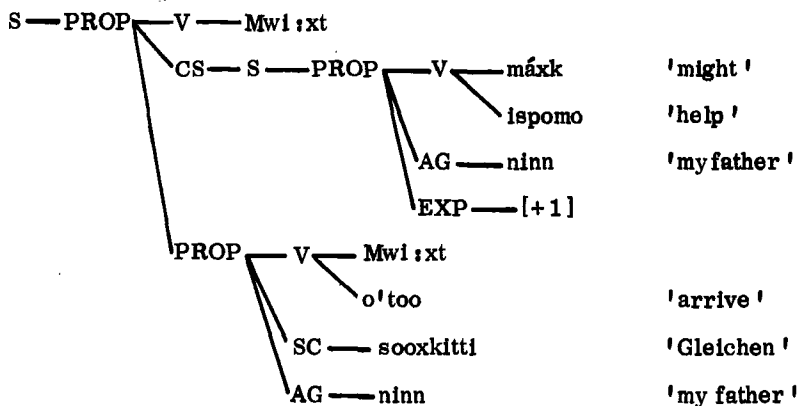 S PROP V Mwi:xt
CS S PROP V máxk 'might'
ispomo 'help'
AG ninn 'my father'
EXP [+1]
PROP V Mwi:xt
o'too 'arrive'
SC sooxkitti 'Gleichen'
AG ninn 'my father'